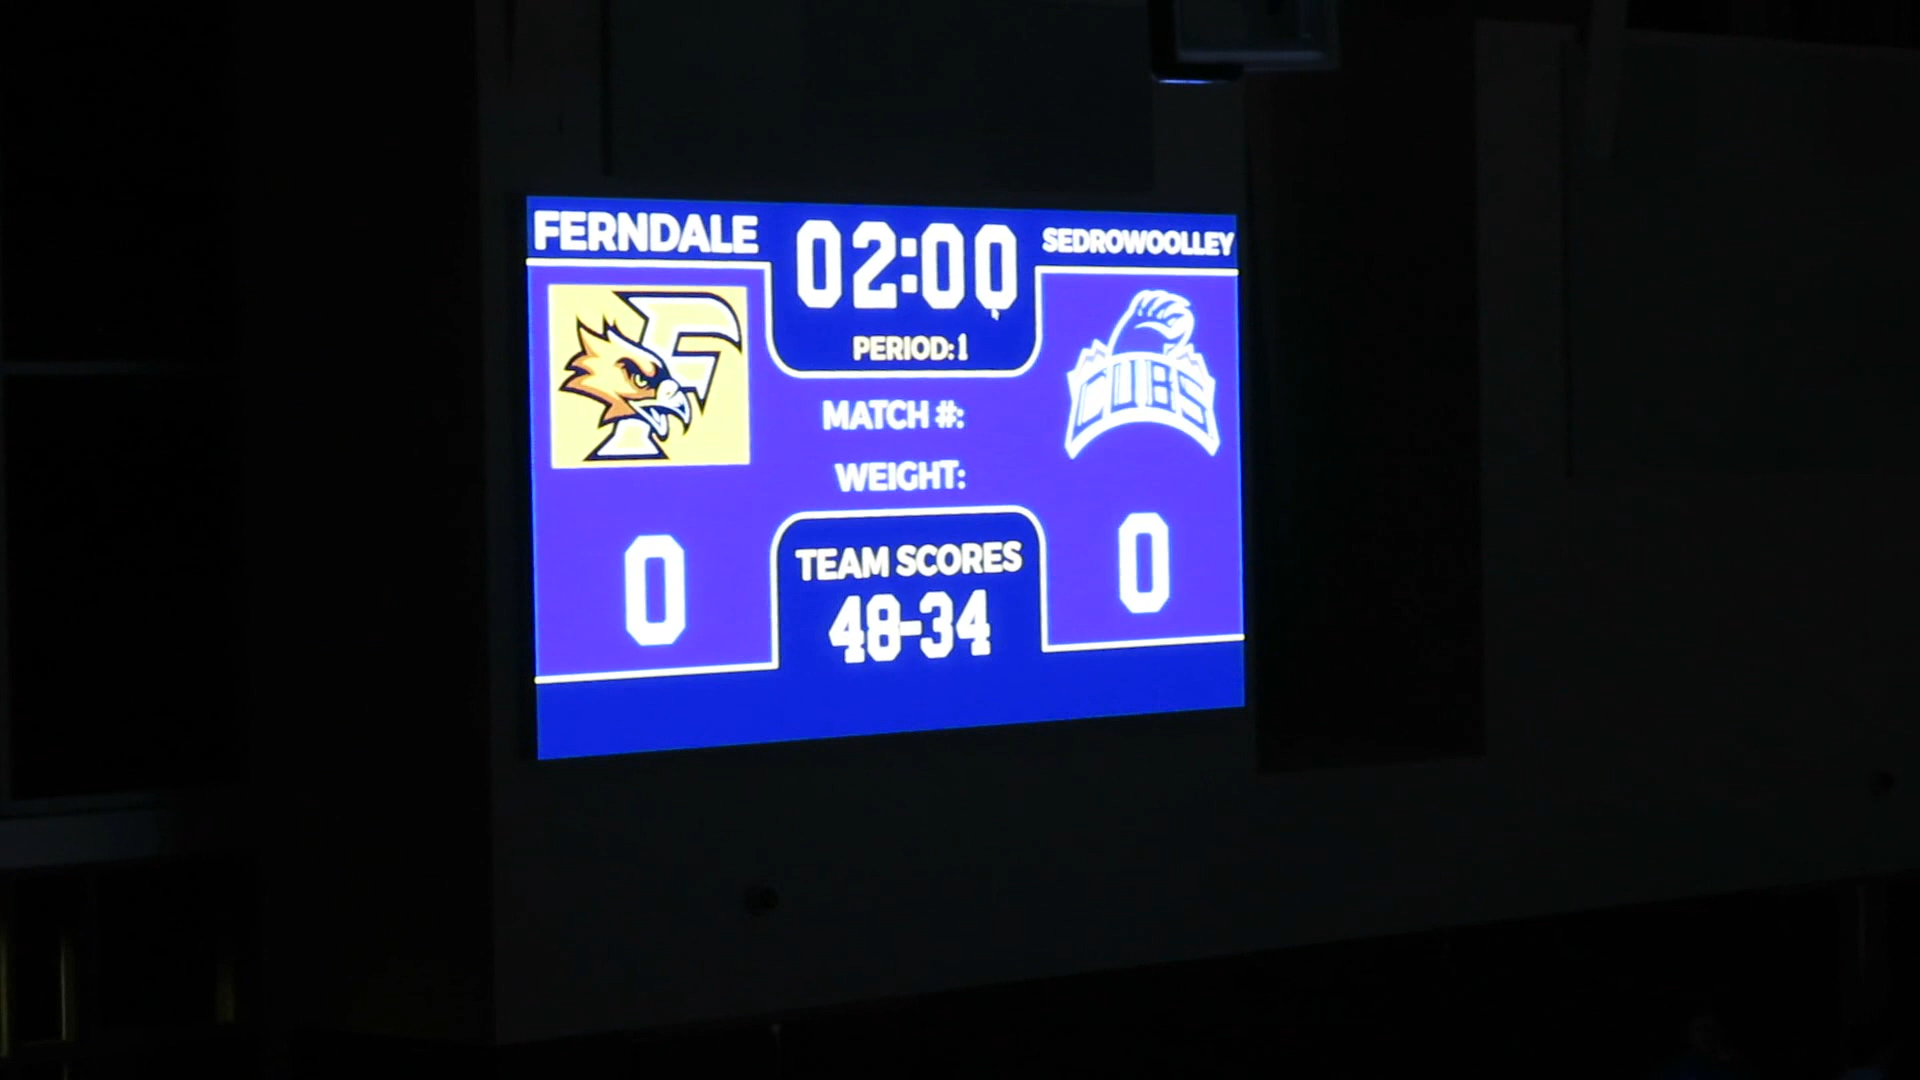 FERNDALE
02:00
SEDROWOOLLEY
PERIOD:1
F
CUBS
MATCH #:
WEIGHT:
0
0
TEAM SCORES
48-34